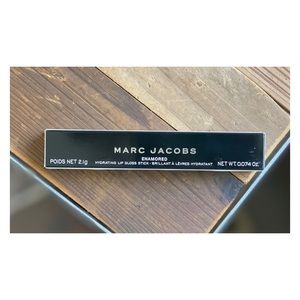 MARC JACOBS
ENAMORED
POIDS NET 2.1g HYDRATING LIP GLOSS STICK • BRILLANT À LÈVRES HYDRATANT NET WT. 0.074 OZ.